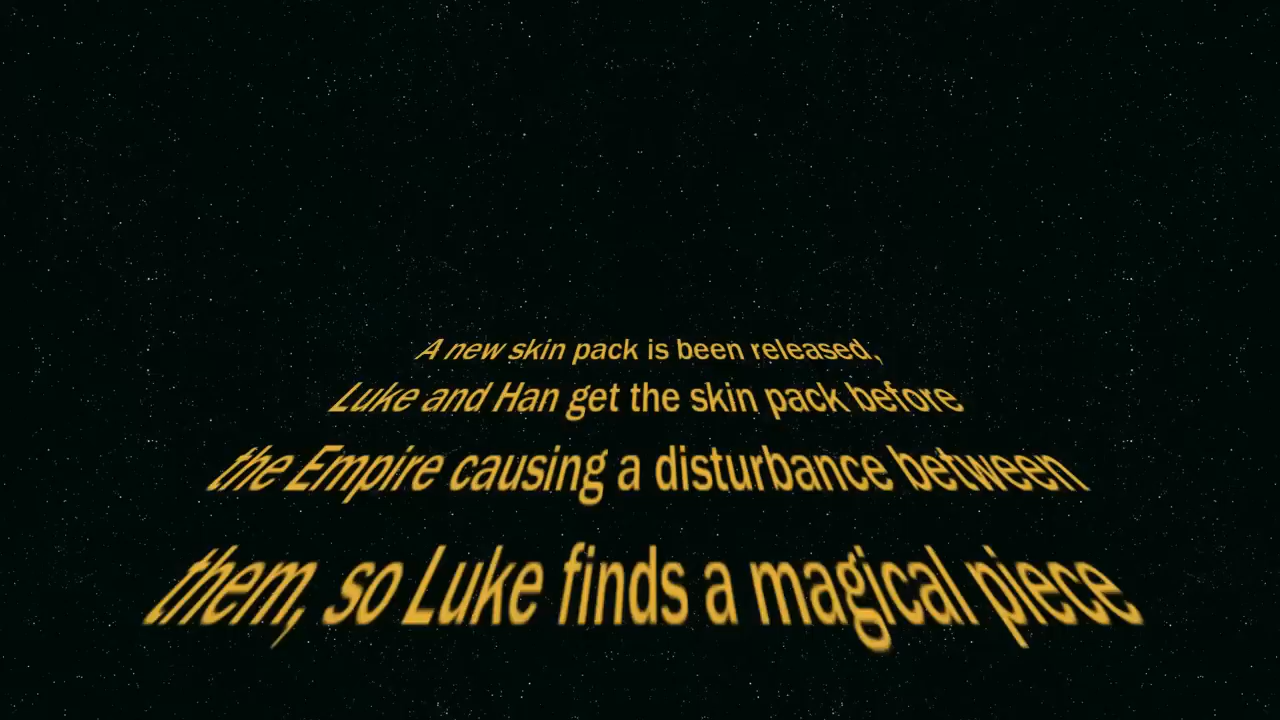 A new skin pack is been released,
Luke and Han get the skin pack before
the Empire causing a disturbance between
them, so Luke finds a magical piece